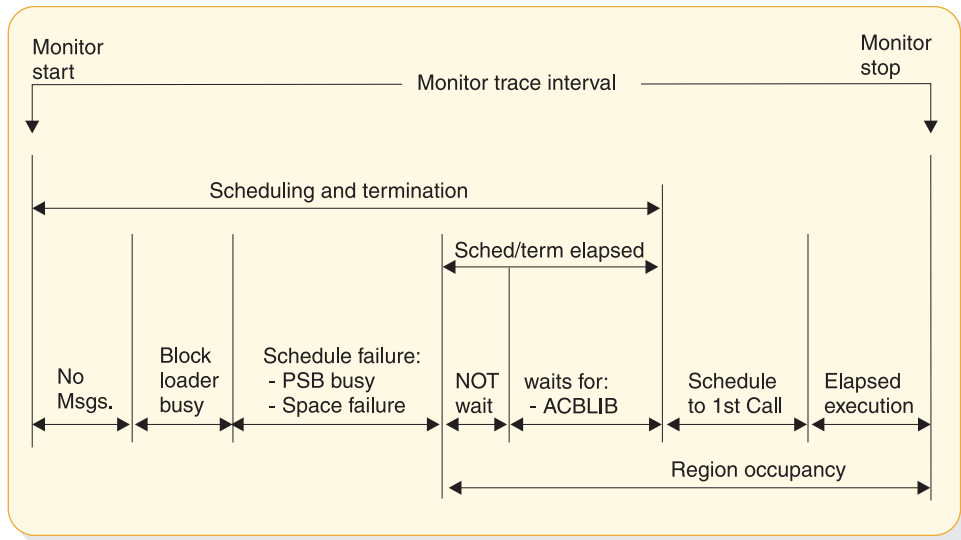 Monitor
start
Monitor
stop
Monitor trace interval
Scheduling and termination
Sched/term elapsed
No
Msgs.
Block
loader
busy
Schedule failure:
- PSB busy
- Space failure
NOT
wait
waits for:
- ACBLIB
Schedule
to 1st Call
Elapsed
execution
Region occupancy